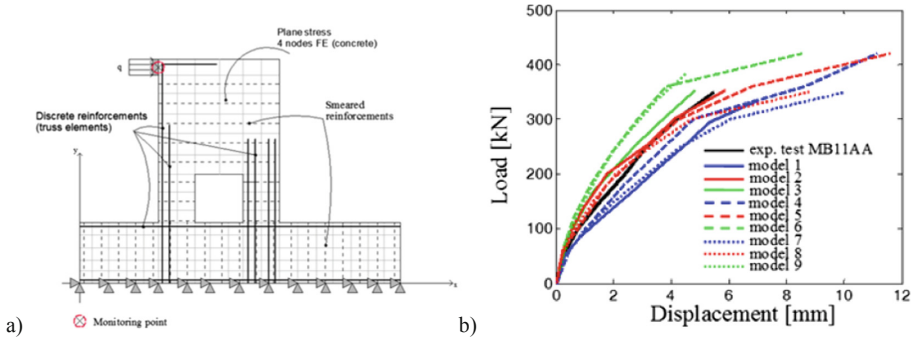 Plane stress
4 nodes FE (concrete)
q
Discrete reinforcements
(truss elements)
Smeared
reinforcements
y
x
Monitoring point
a)
500
400
300
200
100
0
0
2
4
6
8
10
12
Load [kN]
Displacement [mm]
exp. test MB11AA
model 1
model 2
model 3
model 4
model 5
model 6
model 7
model 8
model 9
b)